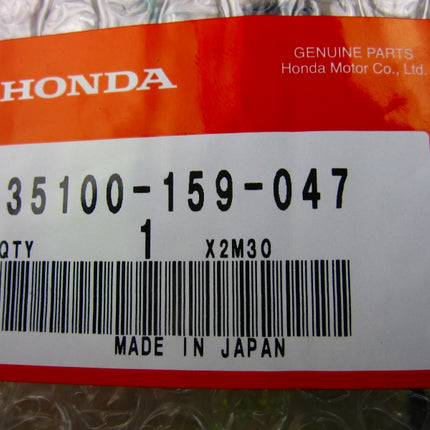 HONDA
GENUINE PARTS
Honda Motor Co., Ltd.
35100-159-047
QTY 1 X2M30
MADE IN JAPAN